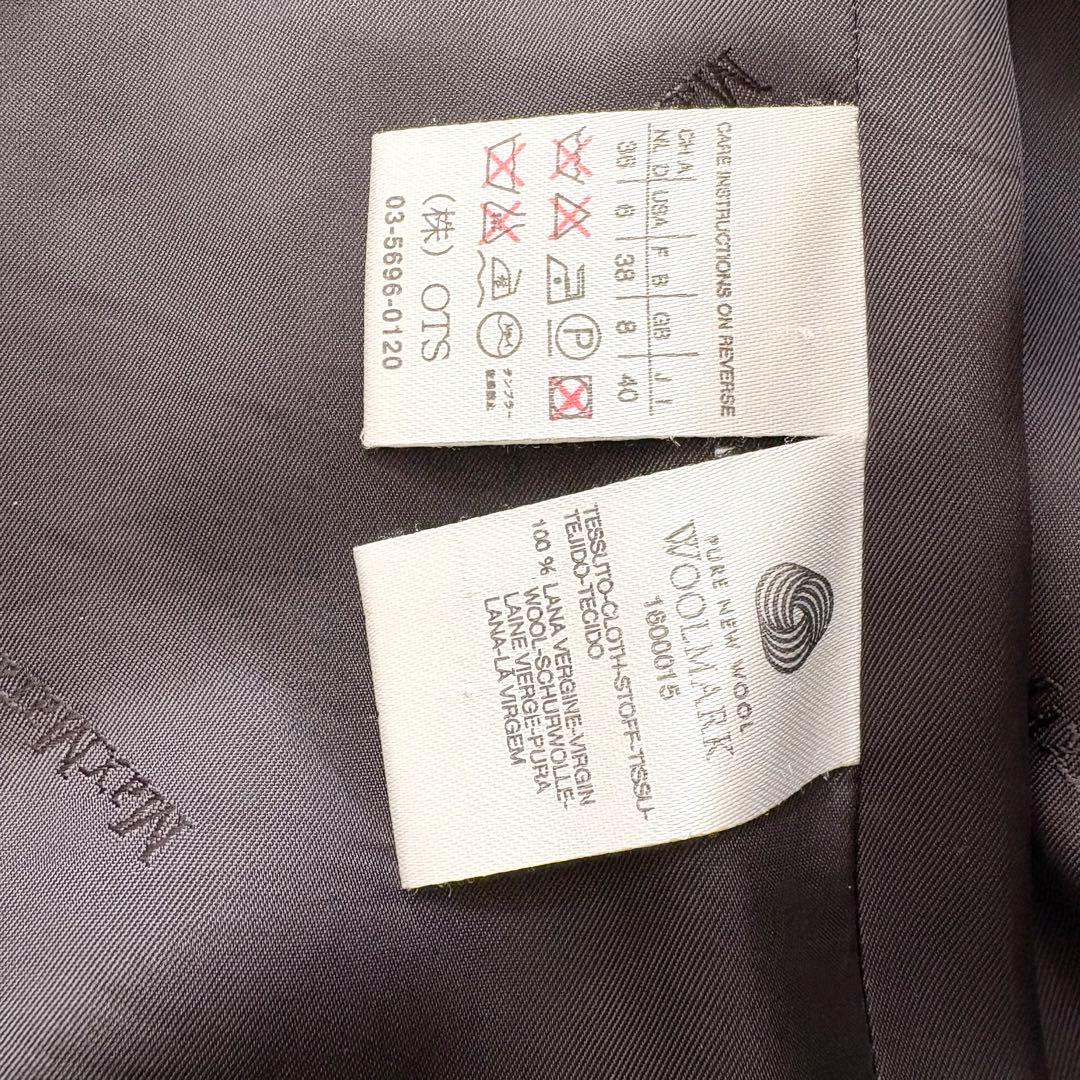 CARE INSTRUCTIONS ON REVERSE
CH A
NL D USA F B GB J I
36 6 38 8 40
P
(株) OTS
03-5696-0120
PURE NEW WOOL
WOOLMARK
1600015
TESSUTO-CLOTH-STOFF-TISSU-
TEJIDO-TECIDO
100 % LANA VERGINE-VIRGIN
WOOL-SCHURWOLLE-
LAINE VIERGE-PURA
LANA-LÃ VIRGEM
MAXMARA